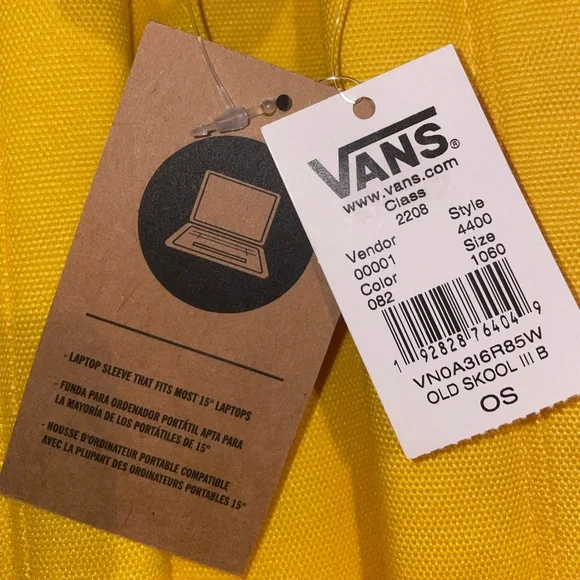 - LAPTOP SLEEVE THAT FITS MOST 15" LAPTOPS
- FUNDA PARA ORDENADOR PORTÁTIL APTA PARA
LA MAYORÍA DE LOS PORTÁTILES DE 15"
- HOUSSE D'ORDINATEUR PORTABLE COMPATIBLE
AVEC LA PLUPART DES ORDINATEURS PORTABLES 15"
VANS®
www.vans.com
Class
2208
Vendor Style
00001 4400
Color Size
082 1060
1 92828 76404 9
VN0A3I6R85W
OLD SKOOL III B
OS